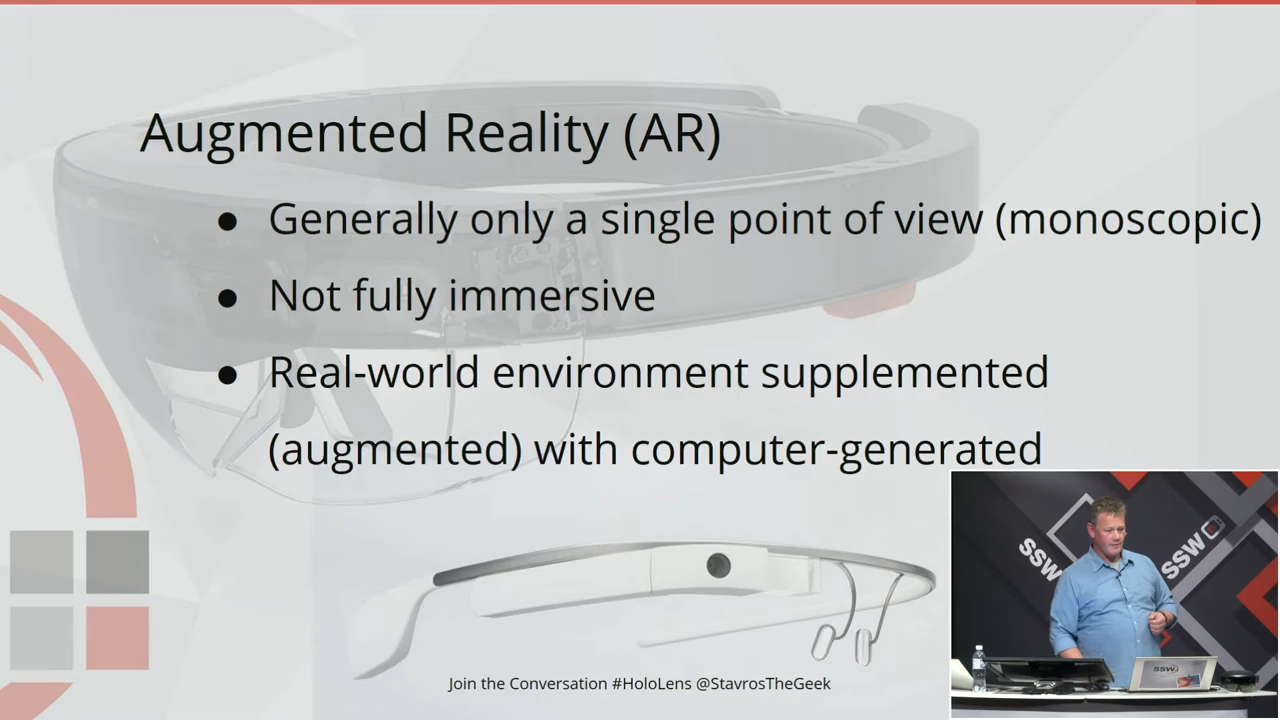 Augmented Reality (AR)
● Generally only a single point of view (monoscopic)
● Not fully immersive
● Real-world environment supplemented
(augmented) with computer-generated
Join the Conversation #HoloLens @StavrosTheGeek
SSW
SSW
SSW